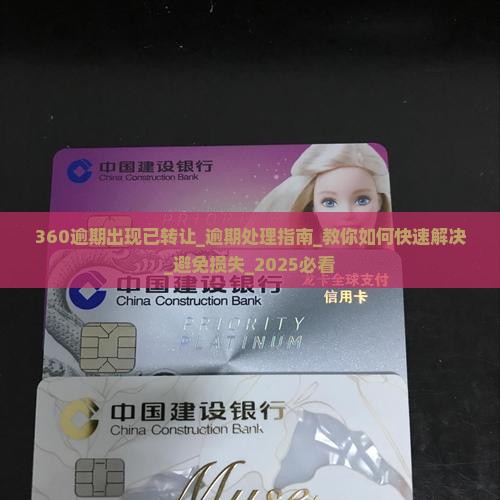 中国建设银行
China Construction Bank
PRIORITY
360逾期出现已转让_逾期处理指南_教你如何快速解决
_避免损失_2025必看
中国建设银行
龙卡全球支付
China Construction Bank
信用卡
PRIORITY
PLATINUM
中国建设银行
China Construction Bank
Muse